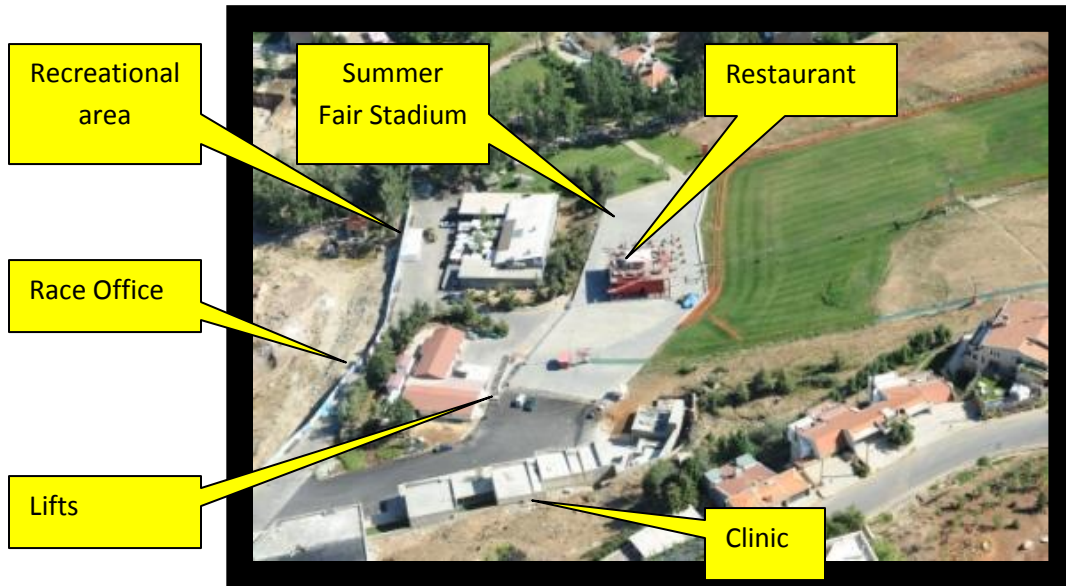 Recreational
area
Summer
Fair Stadium
Restaurant
Race Office
Lifts
Clinic